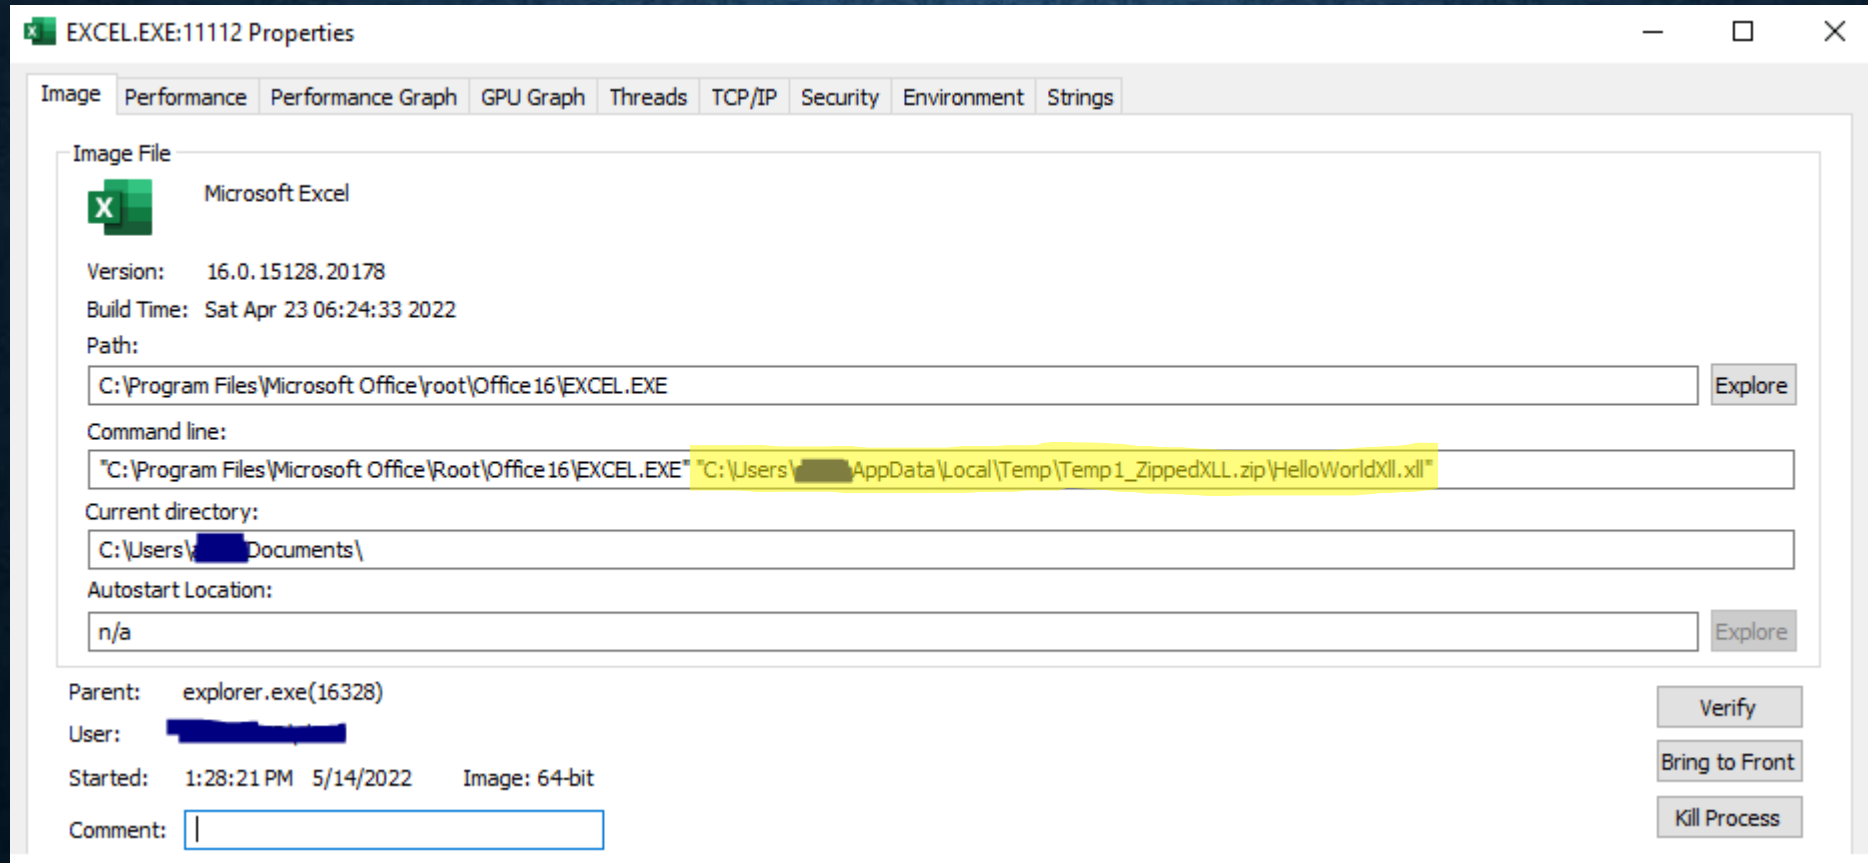 EXCEL.EXE:11112 Properties
Image Performance Performance Graph GPU Graph Threads TCP/IP Security Environment Strings
Image File
Microsoft Excel
Version: 16.0.15128.20178
Build Time: Sat Apr 23 06:24:33 2022
Path:
C:\Program Files\Microsoft Office\root\Office16\EXCEL.EXE Explore
Command line:
"C:\Program Files\Microsoft Office\Root\Office16\EXCEL.EXE" "C:\Users\ \AppData\Local\Temp\Temp1_ZippedXLL.zip\HelloWorldXll.xll"
Current directory:
C:\Users\ Documents\
Autostart Location:
n/a Explore
Parent: explorer.exe(16328)
User:
Started: 1:28:21 PM 5/14/2022 Image: 64-bit
Comment:
Verify
Bring to Front
Kill Process